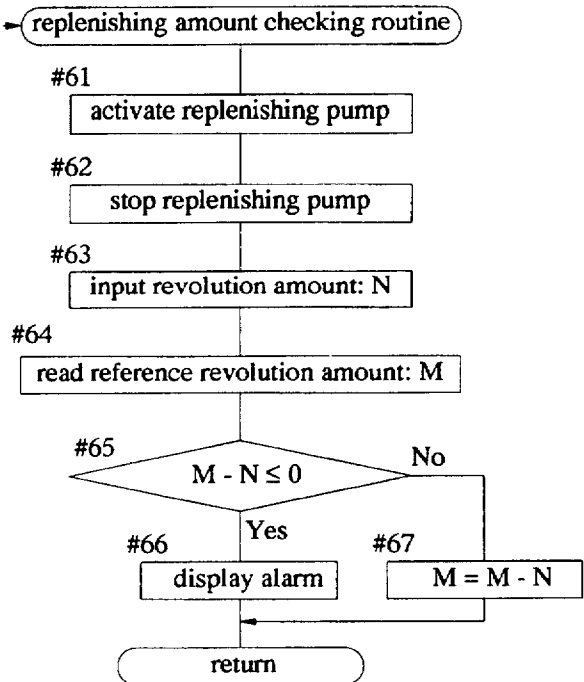 replenishing amount checking routine
#61
activate replenishing pump
#62
stop replenishing pump
#63
input revolution amount: N
#64
read reference revolution amount: M
#65
M - N ≤ 0
No
Yes
#66
display alarm
#67
M = M - N
return